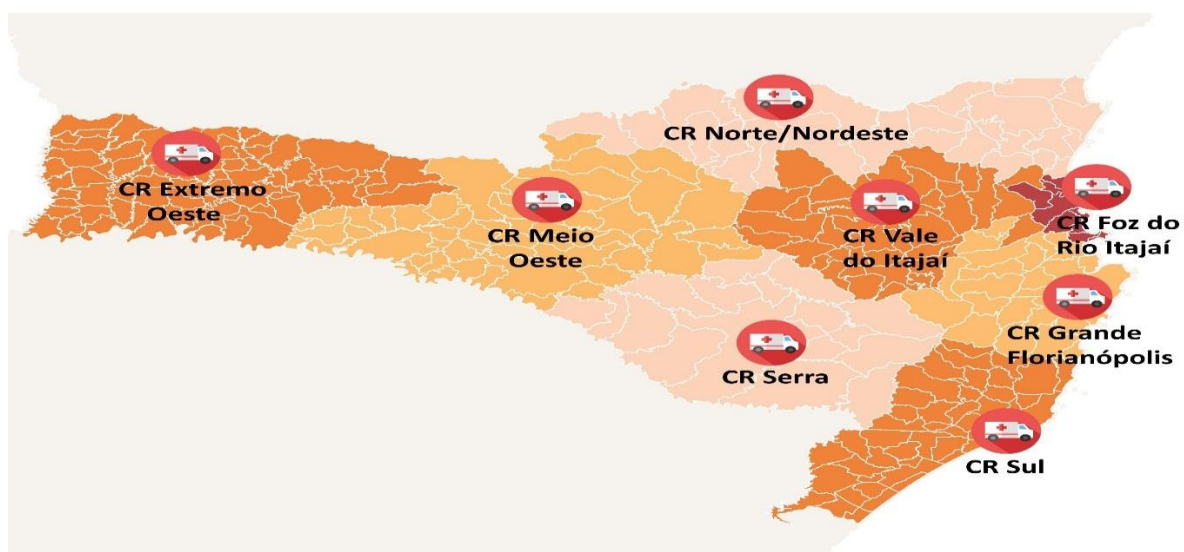 CR Norte/Nordeste
CR Extremo
Oeste
CR Meio
Oeste
CR Vale
do Itajaí
CR Foz do
Rio Itajaí
CR Grande
Florianópolis
CR Serra
CR Sul